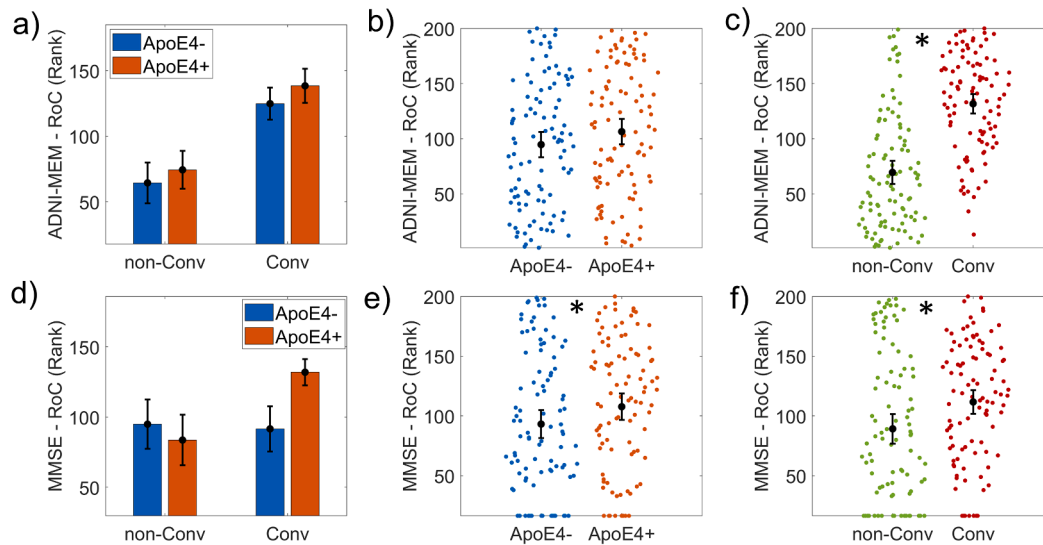 a)
ADNI-MEM - RoC (Rank)
150
100
50
ApoE4-
ApoE4+
non-Conv Conv
b)
ADNI-MEM - RoC (Rank)
200
150
100
50
ApoE4- ApoE4+
c)
ADNI-MEM - RoC (Rank)
200
150
100
50
*
non-Conv Conv
d)
MMSE - RoC (Rank)
150
100
50
ApoE4-
ApoE4+
non-Conv Conv
e)
MMSE - RoC (Rank)
200
150
100
50
*
ApoE4- ApoE4+
f)
MMSE - RoC (Rank)
200
150
100
50
*
non-Conv Conv